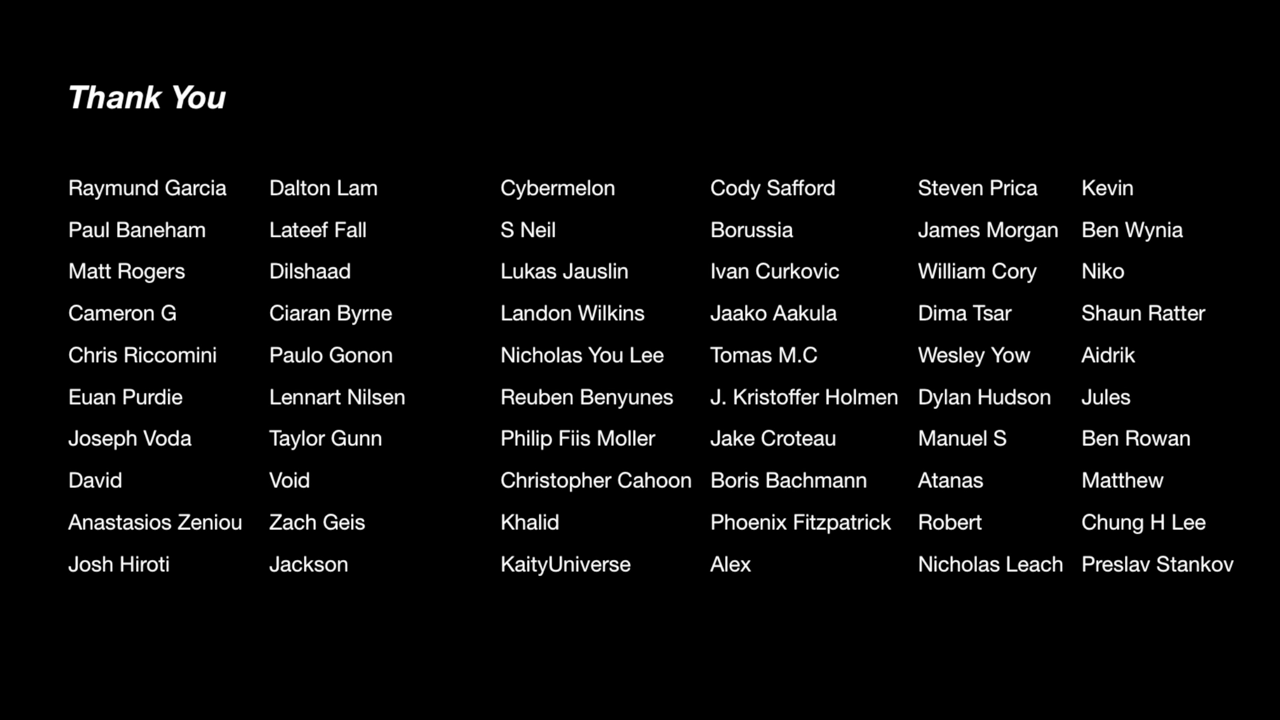 Thank You
Raymund Garcia Dalton Lam Cybermelon Cody Safford Steven Prica Kevin
Paul Baneham Lateef Fall S Neil Borussia James Morgan Ben Wynia
Matt Rogers Dilshaad Lukas Jauslin Ivan Curkovic William Cory Niko
Cameron G Ciaran Byrne Landon Wilkins Jaako Aakula Dima Tsar Shaun Ratter
Chris Riccomini Paulo Gonon Nicholas You Lee Tomas M.C Wesley Yow Aidrik
Euan Purdie Lennart Nilsen Reuben Benyunes J. Kristoffer Holmen Dylan Hudson Jules
Joseph Voda Taylor Gunn Philip Fiis Moller Jake Croteau Manuel S Ben Rowan
David Void Christopher Cahoon Boris Bachmann Atanas Matthew
Anastasios Zeniou Zach Geis Khalid Phoenix Fitzpatrick Robert Chung H Lee
Josh Hiroti Jackson KaityUniverse Alex Nicholas Leach Preslav Stankov